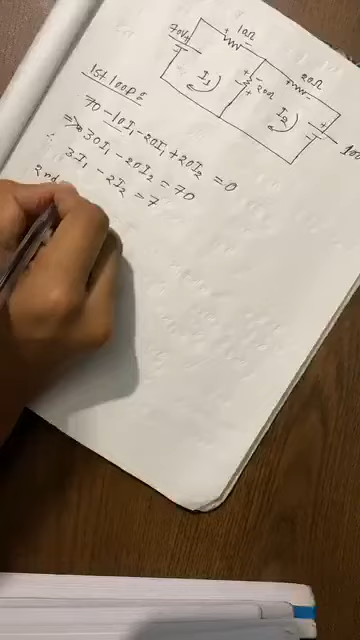 70V
10Ω
20Ω
20Ω
I₁
I₂
1st loop:
70-10I₁-20I₁+20I₂=0
=> 30I₁-20I₂=70
∴ 3I₁-2I₂=7
2nd